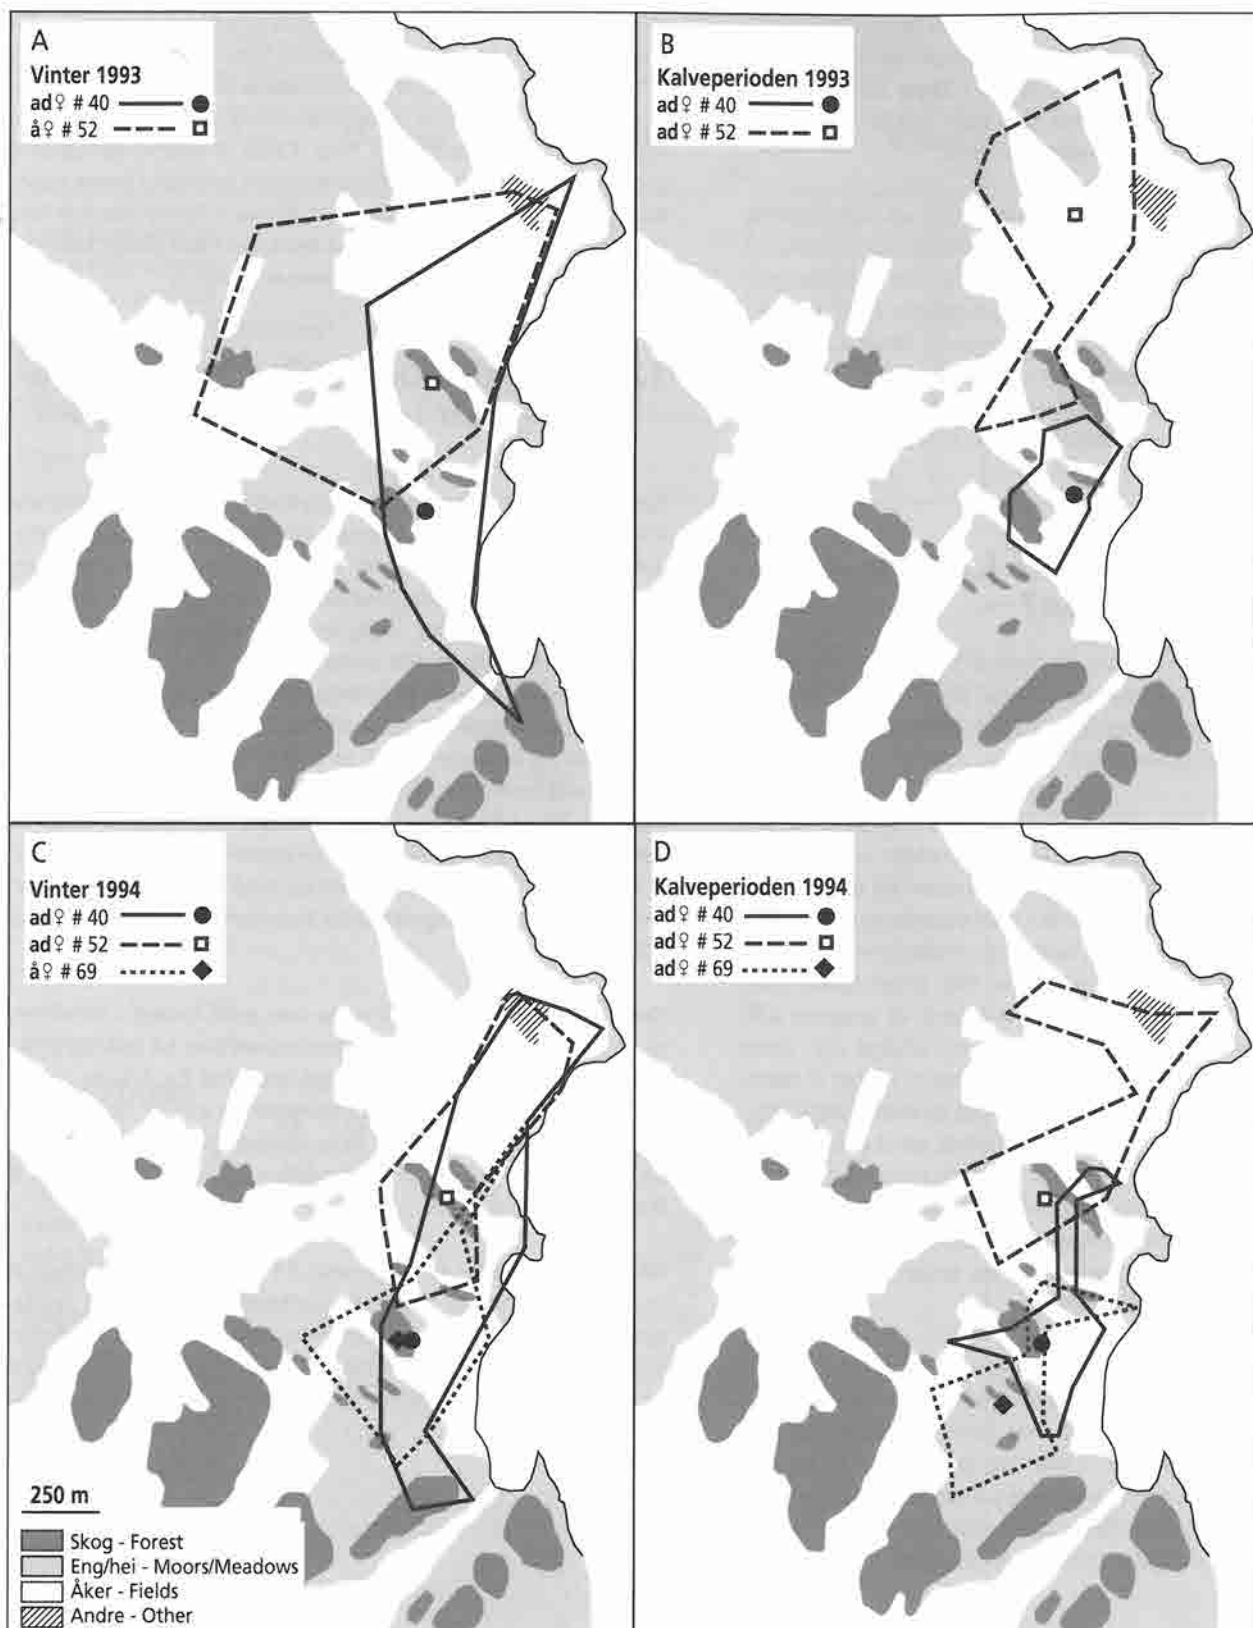 A
Vinter 1993
ad♀ # 40
å♀ # 52
B
Kalveperioden 1993
ad♀ # 40
ad♀ # 52
C
Vinter 1994
ad♀ # 40
ad♀ # 52
å♀ # 69
D
Kalveperioden 1994
ad♀ # 40
ad♀ # 52
ad♀ # 69
250 m
Skog - Forest
Eng/hei - Moors/Meadows
Åker - Fields
Andre - Other